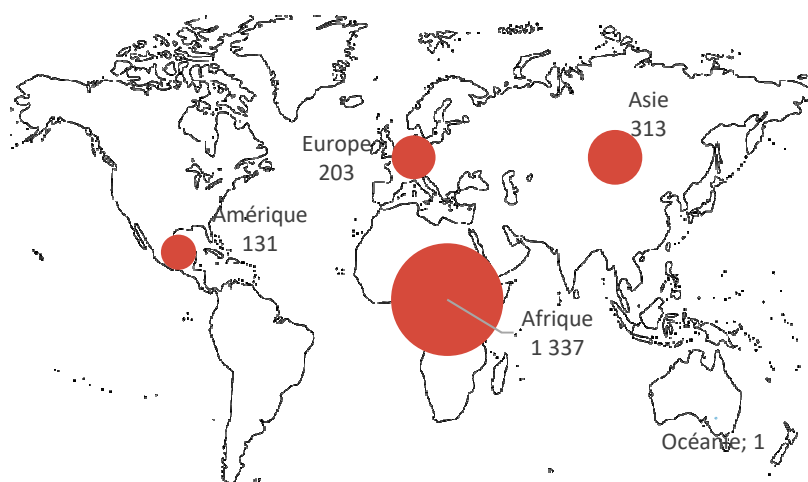 Asie
313
Europe
203
Amérique
131
Afrique
1 337
Océanie; 1